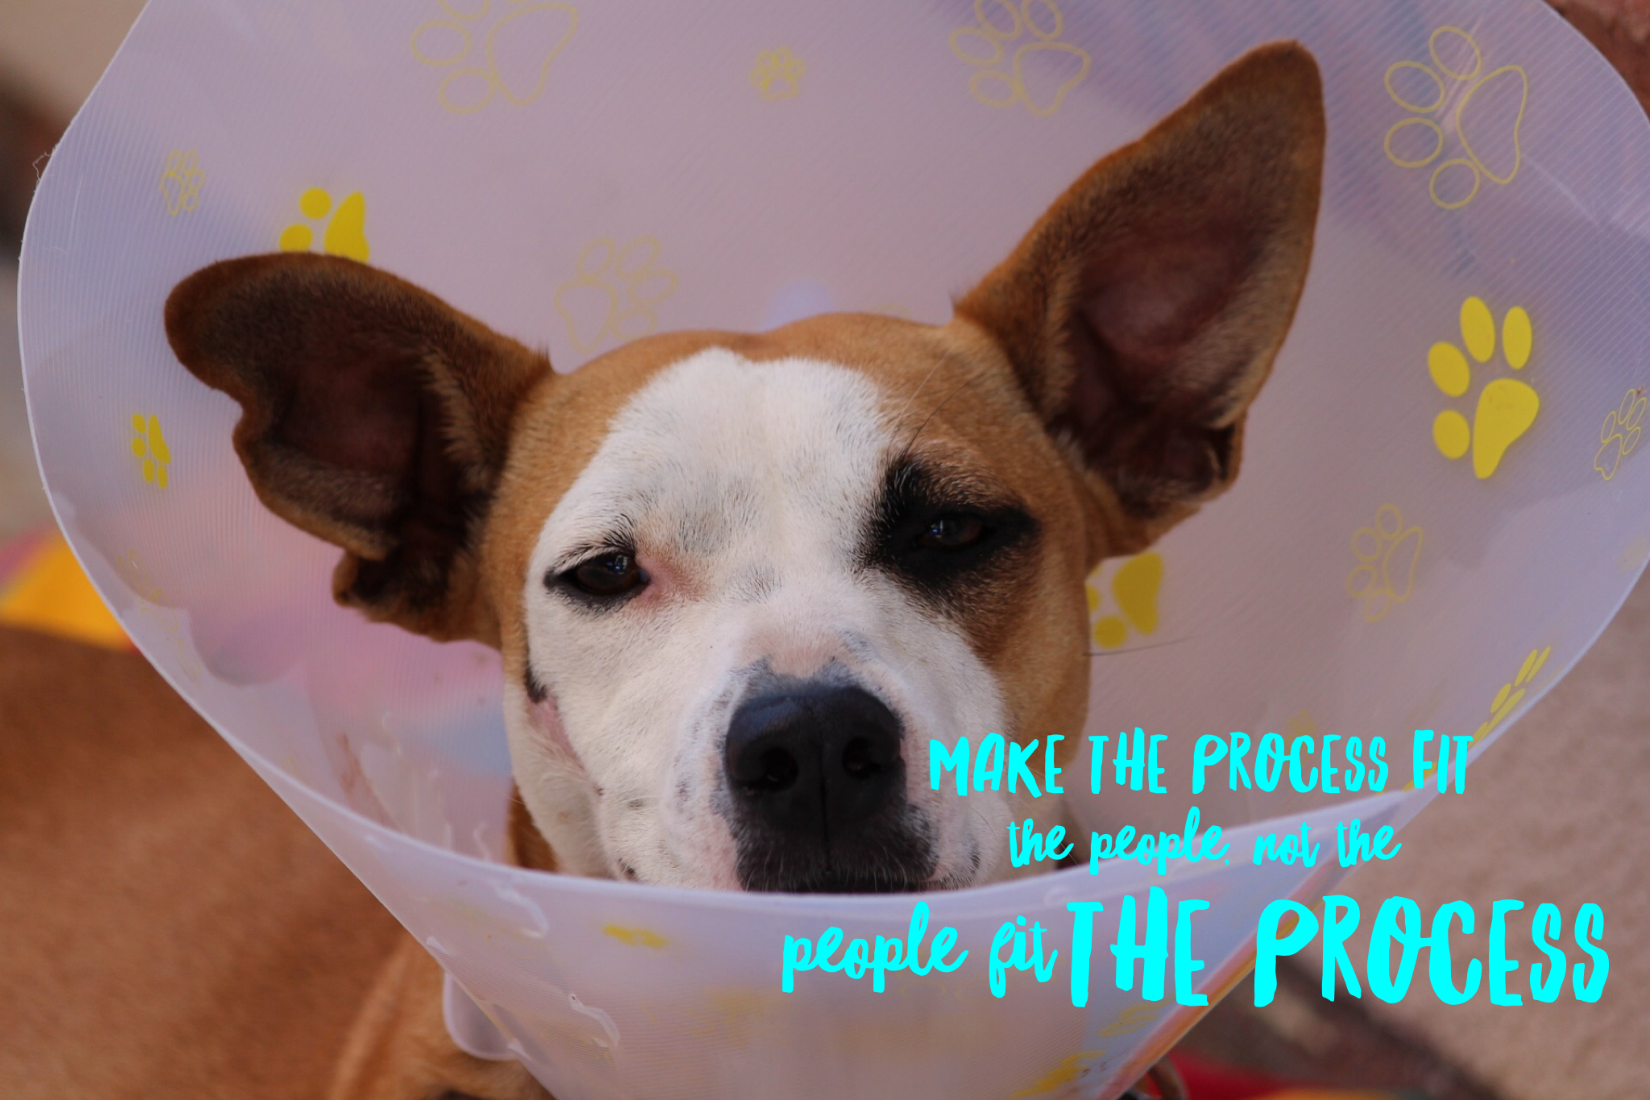 MAKE THE PROCESS FIT
the people. not the
people fit THE PROCESS